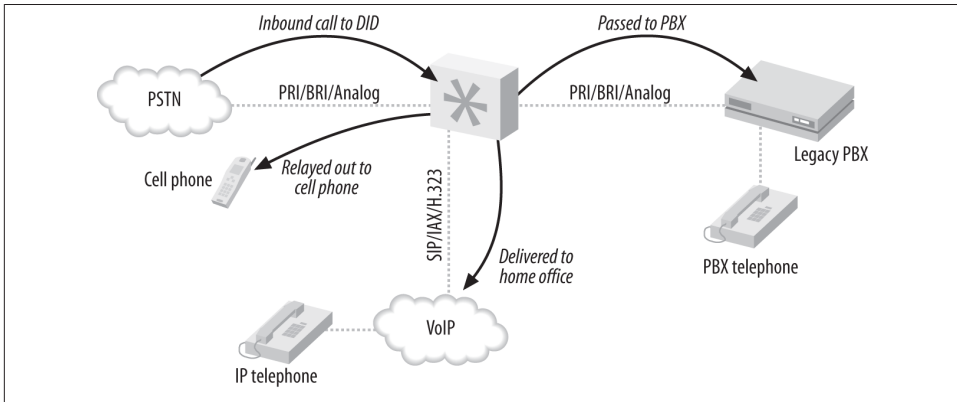 Inbound call to DID
Passed to PBX
PSTN
PRI/BRI/Analog
PRI/BRI/Analog
Legacy PBX
Cell phone
Relayed out to
cell phone
SIP/IAX/H.323
Delivered to
home office
PBX telephone
VoIP
IP telephone